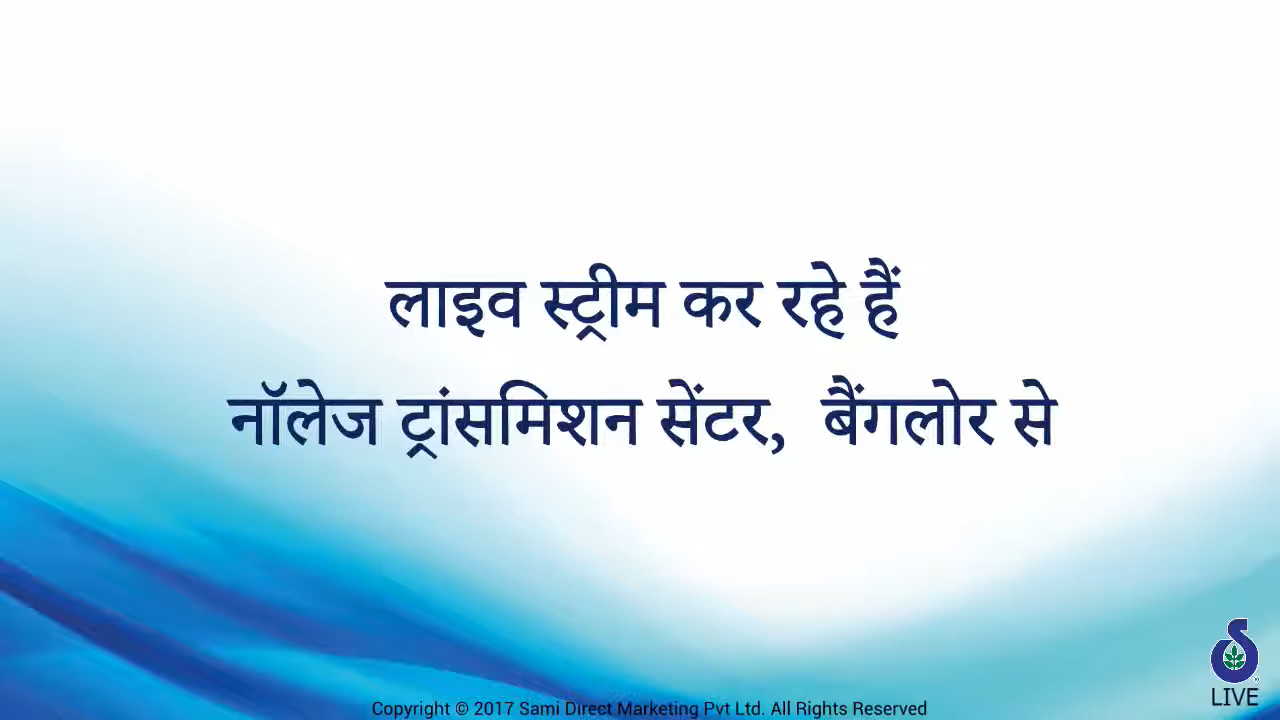 लाइव स्ट्रीम कर रहे हैं
नॉलेज ट्रांसमिशन सेंटर, बैंगलोर से
LIVE
Copyright © 2017 Sami Direct Marketing Pvt Ltd. All Rights Reserved